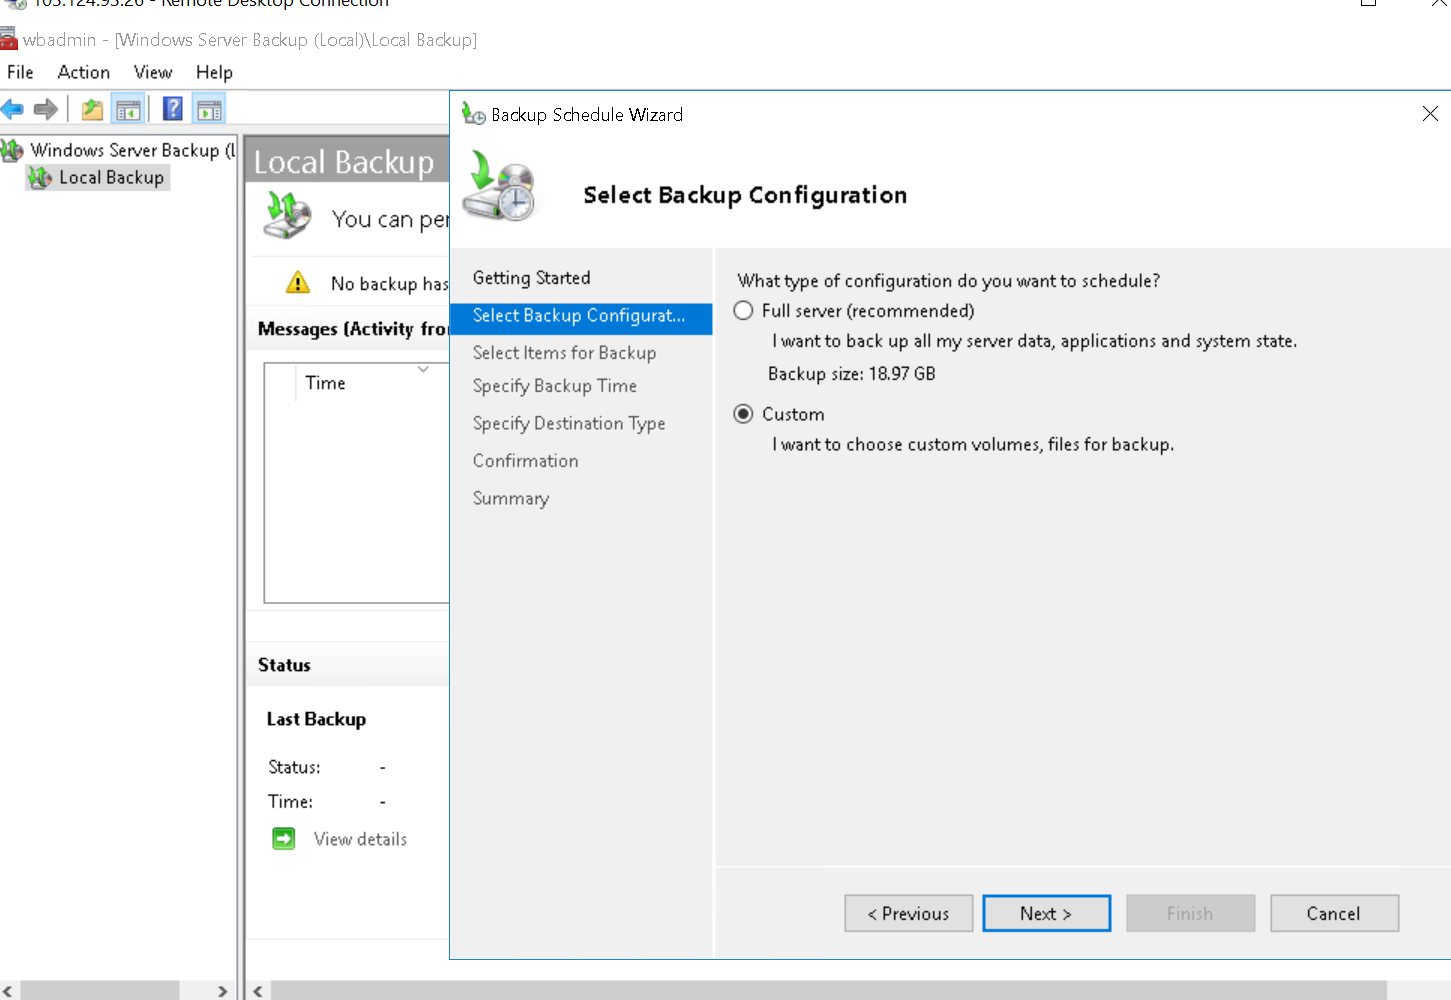 103.124.95.26 - Remote Desktop Connection
wbadmin - [Windows Server Backup (Local)\Local Backup]
File Action View Help
Windows Server Backup (L
Local Backup
Local Backup
You can per
No backup has
Messages (Activity fro
Time
Status
Last Backup
Status: -
Time: -
View details
Backup Schedule Wizard
Select Backup Configuration
Getting Started
Select Backup Configurat...
Select Items for Backup
Specify Backup Time
Specify Destination Type
Confirmation
Summary
What type of configuration do you want to schedule?
Full server (recommended)
I want to back up all my server data, applications and system state.
Backup size: 18.97 GB
Custom
I want to choose custom volumes, files for backup.
< Previous
Next >
Finish
Cancel